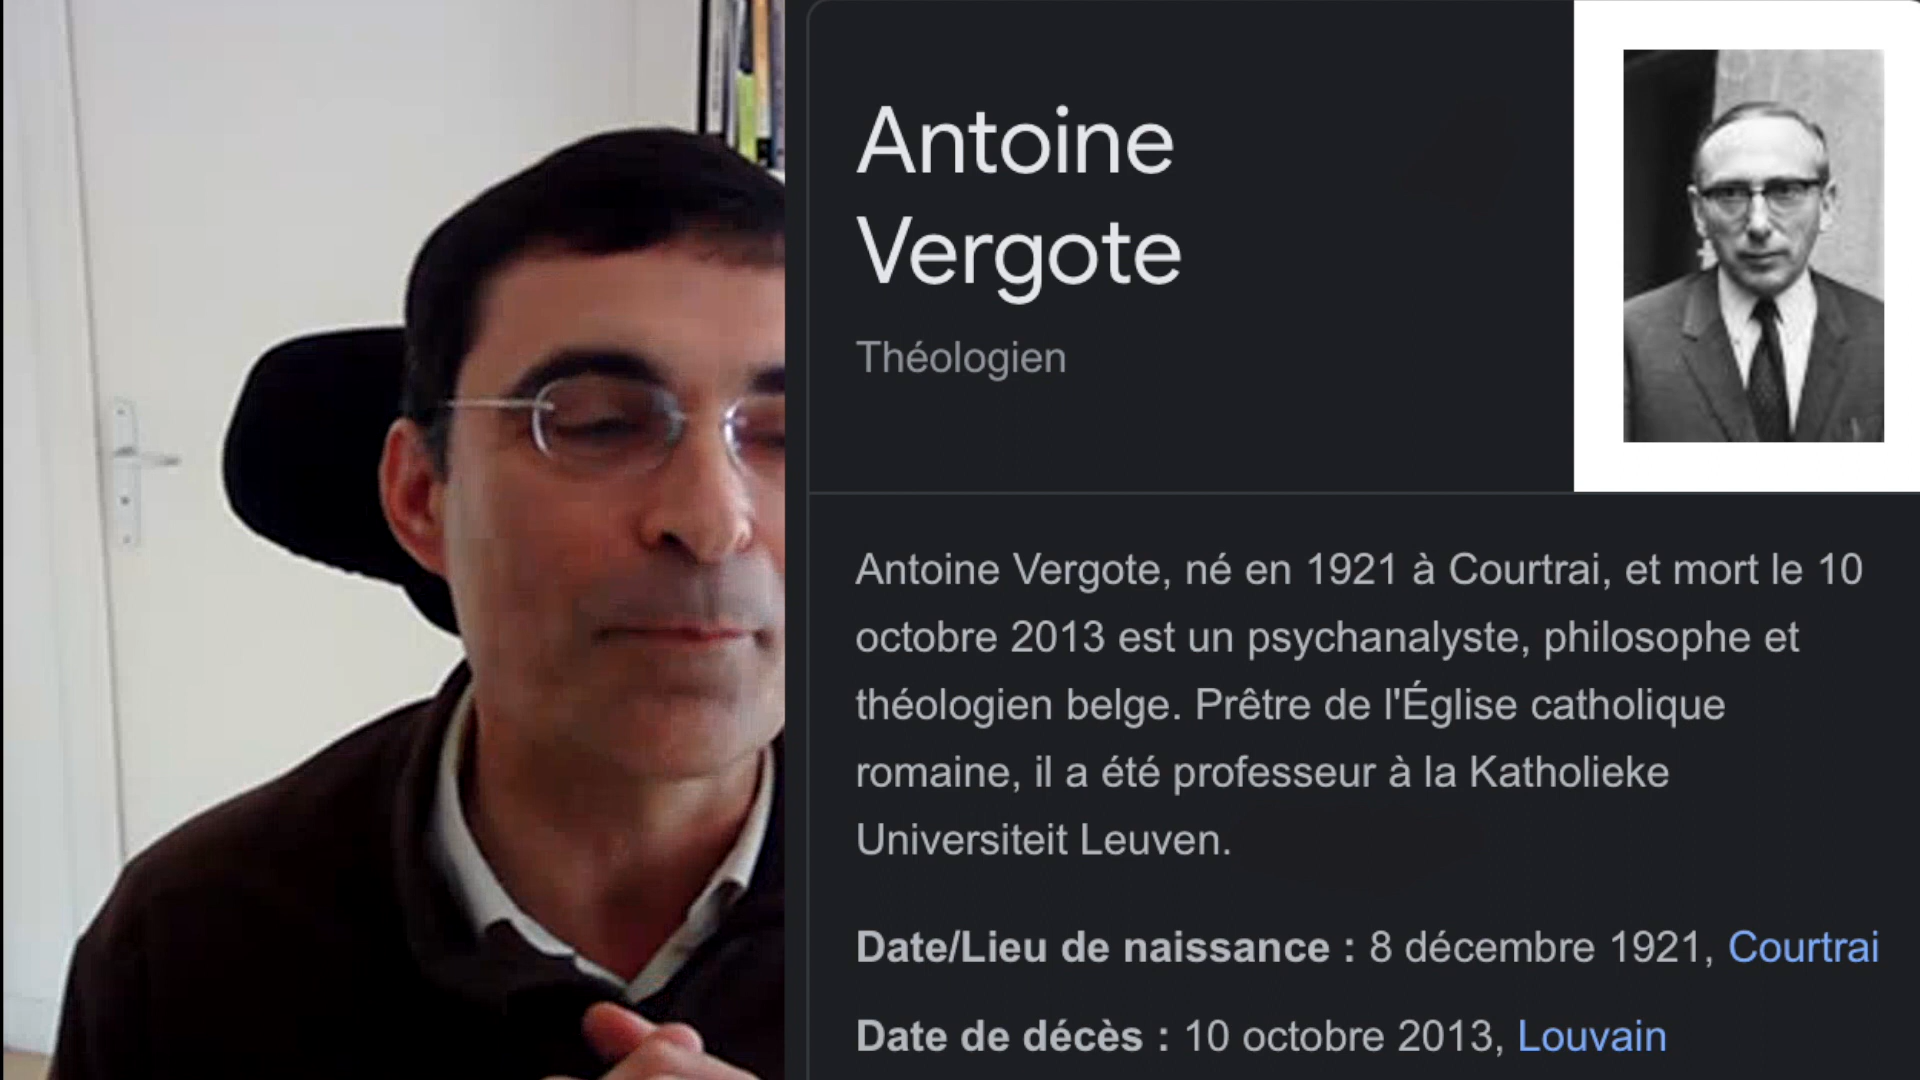 Antoine
Vergote
Théologien
Antoine Vergote, né en 1921 à Courtrai, et mort le 10
octobre 2013 est un psychanalyste, philosophe et
théologien belge. Prêtre de l'Église catholique
romaine, il a été professeur à la Katholieke
Universiteit Leuven.
Date/Lieu de naissance : 8 décembre 1921, Courtrai
Date de décès : 10 octobre 2013, Louvain